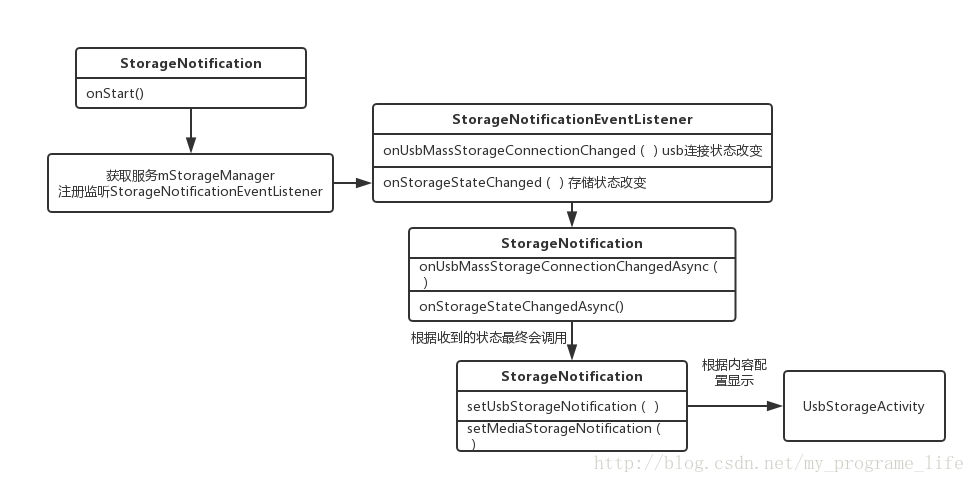 StorageNotification
onStart()
获取服务mStorageManager
注册监听StorageNotificationEventListener
StorageNotificationEventListener
onUsbMassStorageConnectionChanged ( ) usb连接状态改变
onStorageStateChanged ( ) 存储状态改变
StorageNotification
onUsbMassStorageConnectionChangedAsync (
)
onStorageStateChangedAsync()
根据收到的状态最终会调用
StorageNotification
setUsbStorageNotification ( )
setMediaStorageNotification (
)
根据内容配
置显示
UsbStorageActivity
http://blog.csdn.net/my_programe_life